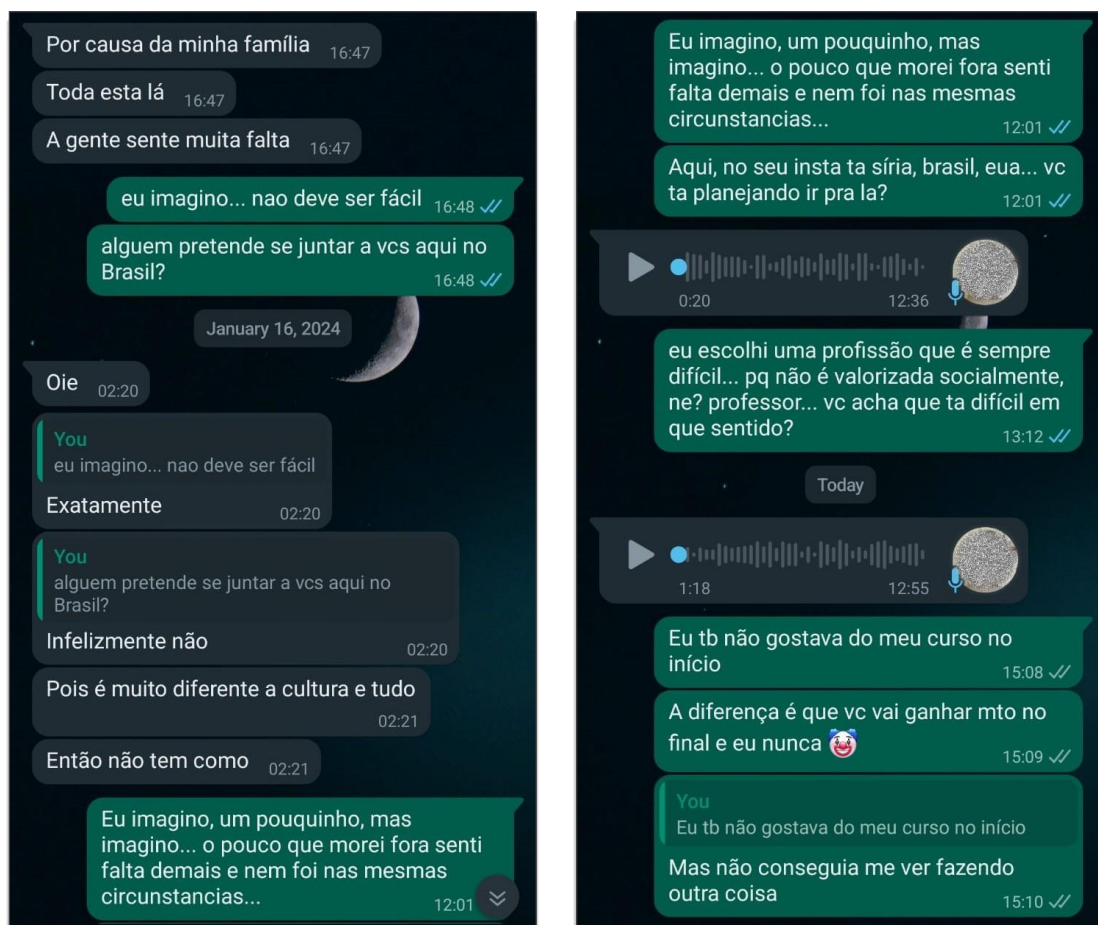 Por causa da minha família 16:47
Toda esta lá 16:47
A gente sente muita falta 16:47
eu imagino... nao deve ser fácil 16:48
alguem pretende se juntar a vcs aqui no
Brasil?
16:48
January 16, 2024
Oie 02:20
You
eu imagino... nao deve ser fácil
Exatamente 02:20
You
alguem pretende se juntar a vcs aqui no
Brasil?
Infelizmente não 02:20
Pois é muito diferente a cultura e tudo
02:21
Então não tem como 02:21
Eu imagino, um pouquinho, mas
imagino... o pouco que morei fora senti
falta demais e nem foi nas mesmas
circunstancias... 12:01
Eu imagino, um pouquinho, mas
imagino... o pouco que morei fora senti
falta demais e nem foi nas mesmas
circunstancias... 12:01
Aqui, no seu insta ta síria, brasil, eua... vc
ta planejando ir pra la? 12:01
0:20 12:36
eu escolhi uma profissão que é sempre
difícil... pq não é valorizada socialmente,
ne? professor... vc acha que ta difícil em
que sentido? 13:12
Today
1:18 12:55
Eu tb não gostava do meu curso no
início 15:08
A diferença é que vc vai ganhar mto no
final e eu nunca 🤡 15:09
You
Eu tb não gostava do meu curso no início
Mas não conseguia me ver fazendo
outra coisa 15:10